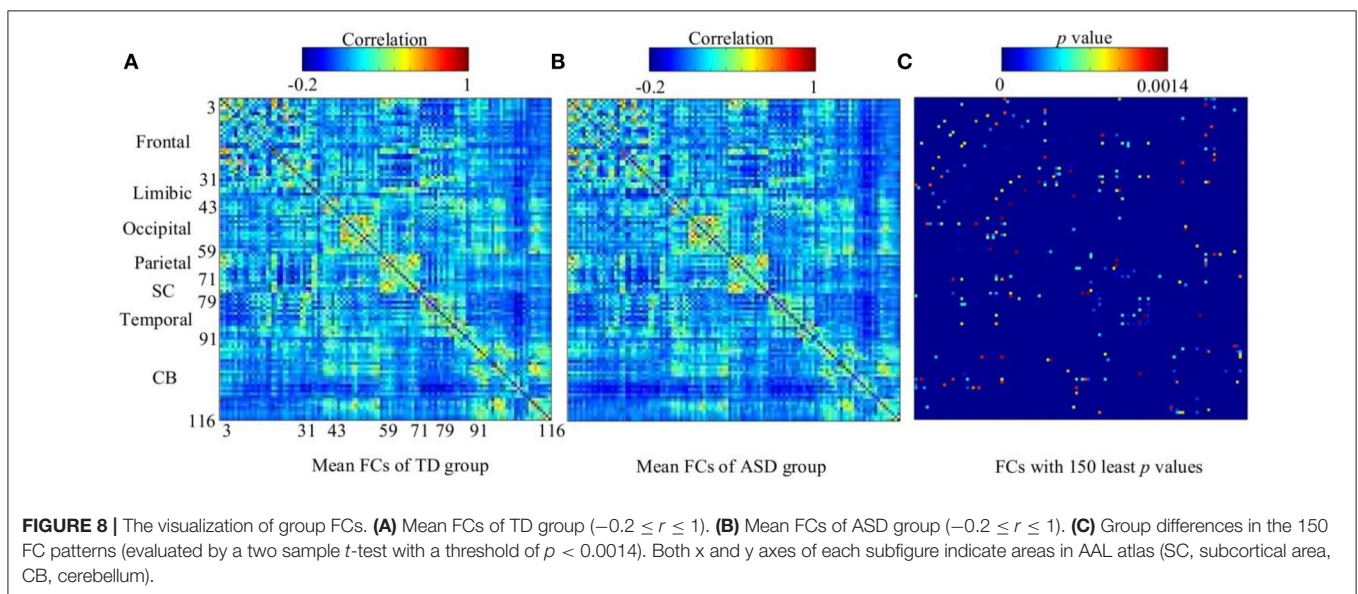 A
Correlation
-0.2 1
B
Correlation
-0.2 1
C
p value
0 0.0014
3
Frontal
31
Limibic
43
Occipital
59
Parietal
71
SC
79
Temporal
91
CB
116
3 31 43 59 71 79 91 116
Mean FCs of TD group
Mean FCs of ASD group
FCs with 150 least p values
FIGURE 8 | The visualization of group FCs. (A) Mean FCs of TD group (−0.2 ≤ r ≤ 1). (B) Mean FCs of ASD group (−0.2 ≤ r ≤ 1). (C) Group differences in the 150
FC patterns (evaluated by a two sample t-test with a threshold of p < 0.0014). Both x and y axes of each subfigure indicate areas in AAL atlas (SC, subcortical area,
CB, cerebellum).